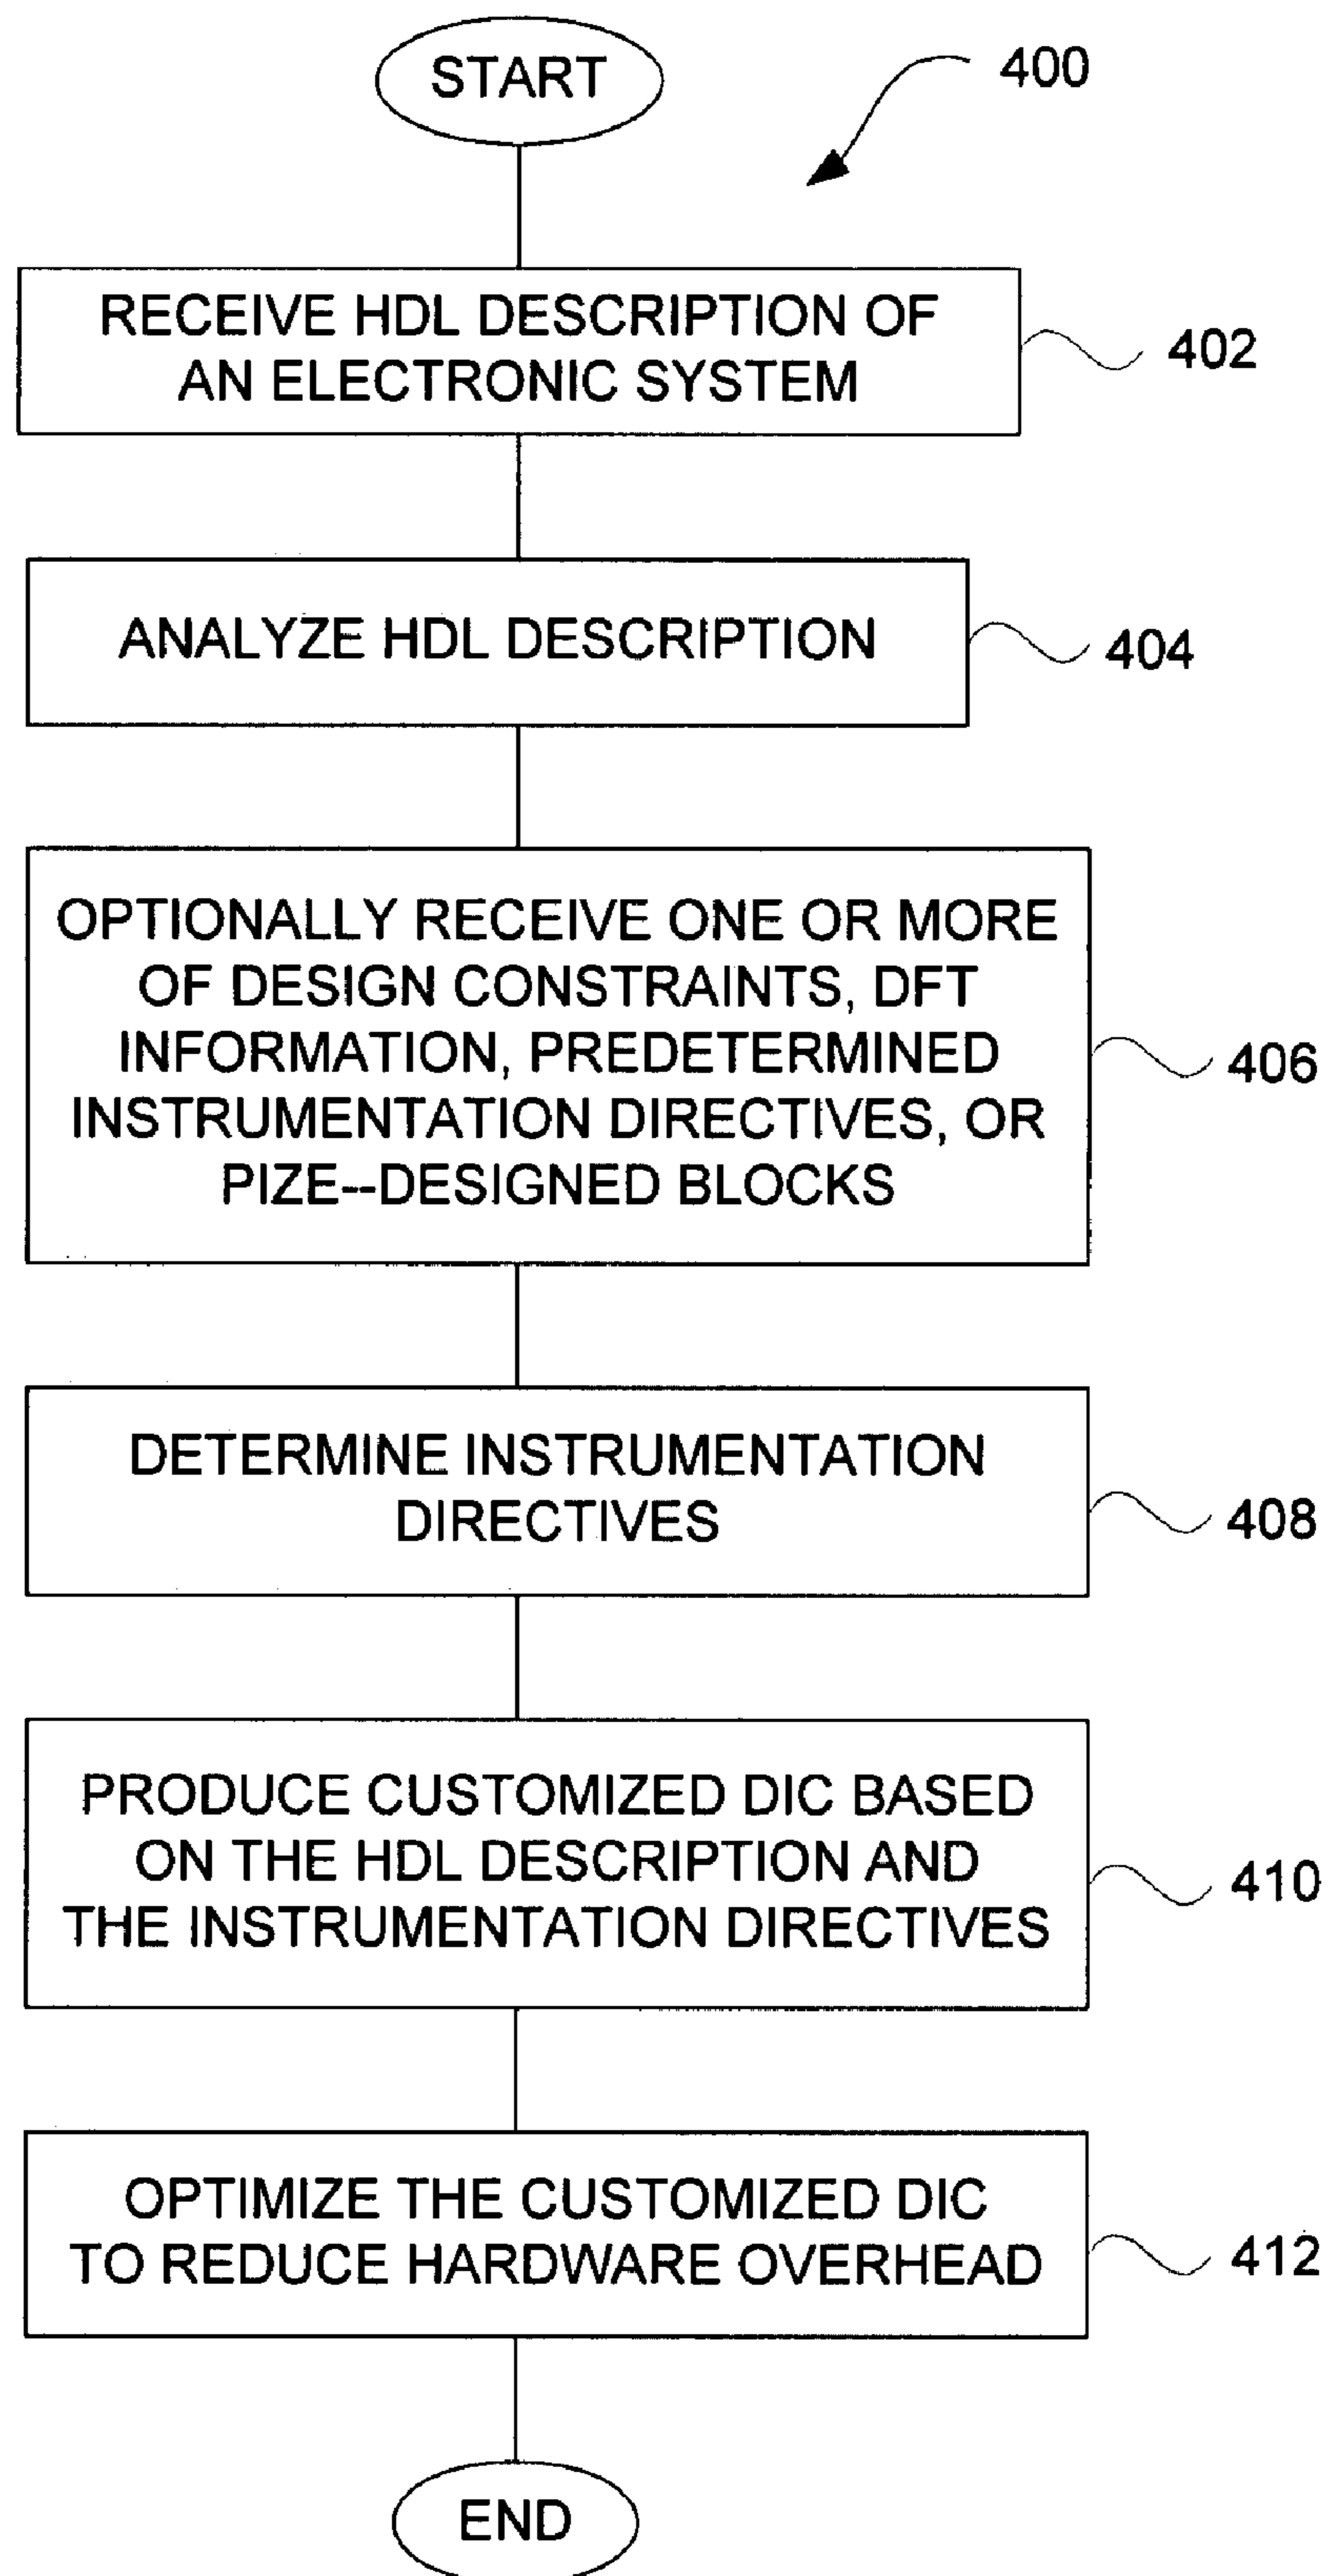 START
400
RECEIVE HDL DESCRIPTION OF
AN ELECTRONIC SYSTEM
402
ANALYZE HDL DESCRIPTION
404
OPTIONALLY RECEIVE ONE OR MORE
OF DESIGN CONSTRAINTS, DFT
INFORMATION, PREDETERMINED
INSTRUMENTATION DIRECTIVES, OR
PIZE--DESIGNED BLOCKS
406
DETERMINE INSTRUMENTATION
DIRECTIVES
408
PRODUCE CUSTOMIZED DIC BASED
ON THE HDL DESCRIPTION AND
THE INSTRUMENTATION DIRECTIVES
410
OPTIMIZE THE CUSTOMIZED DIC
TO REDUCE HARDWARE OVERHEAD
412
END